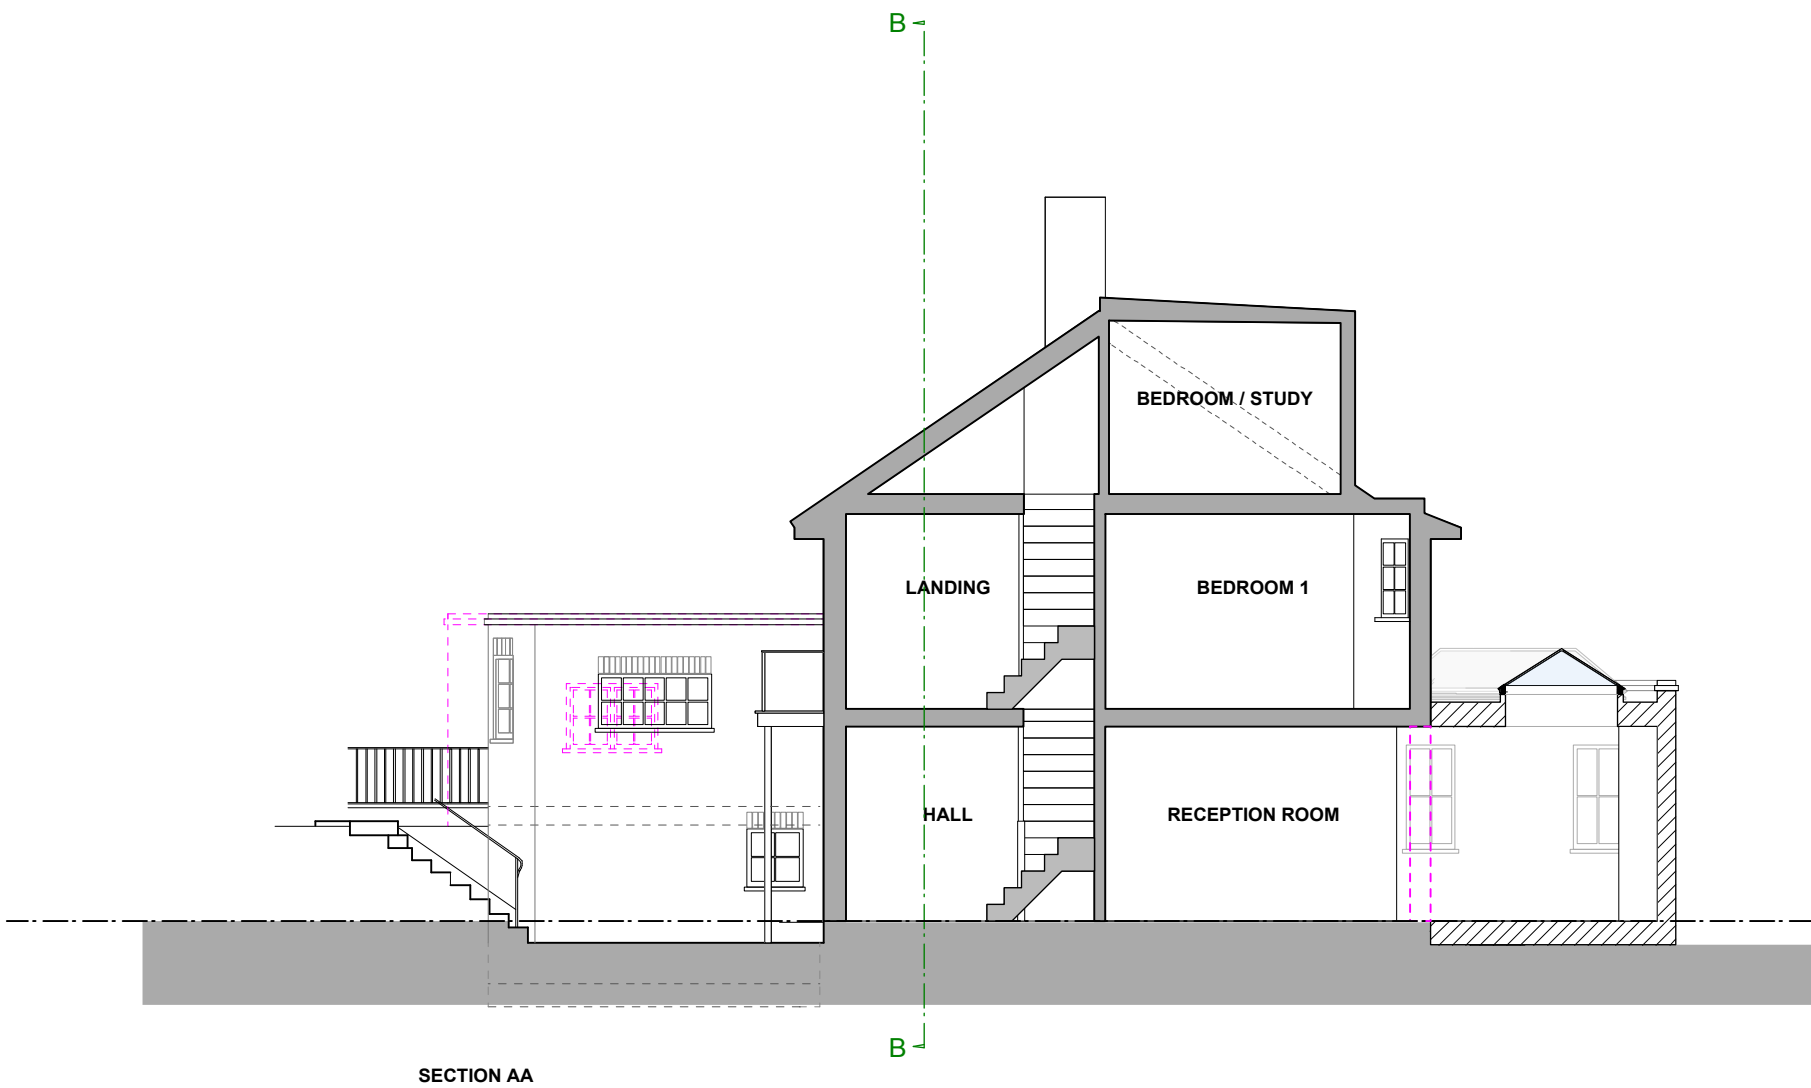 B
BEDROOM / STUDY
LANDING
BEDROOM 1
HALL
RECEPTION ROOM
B
SECTION AA